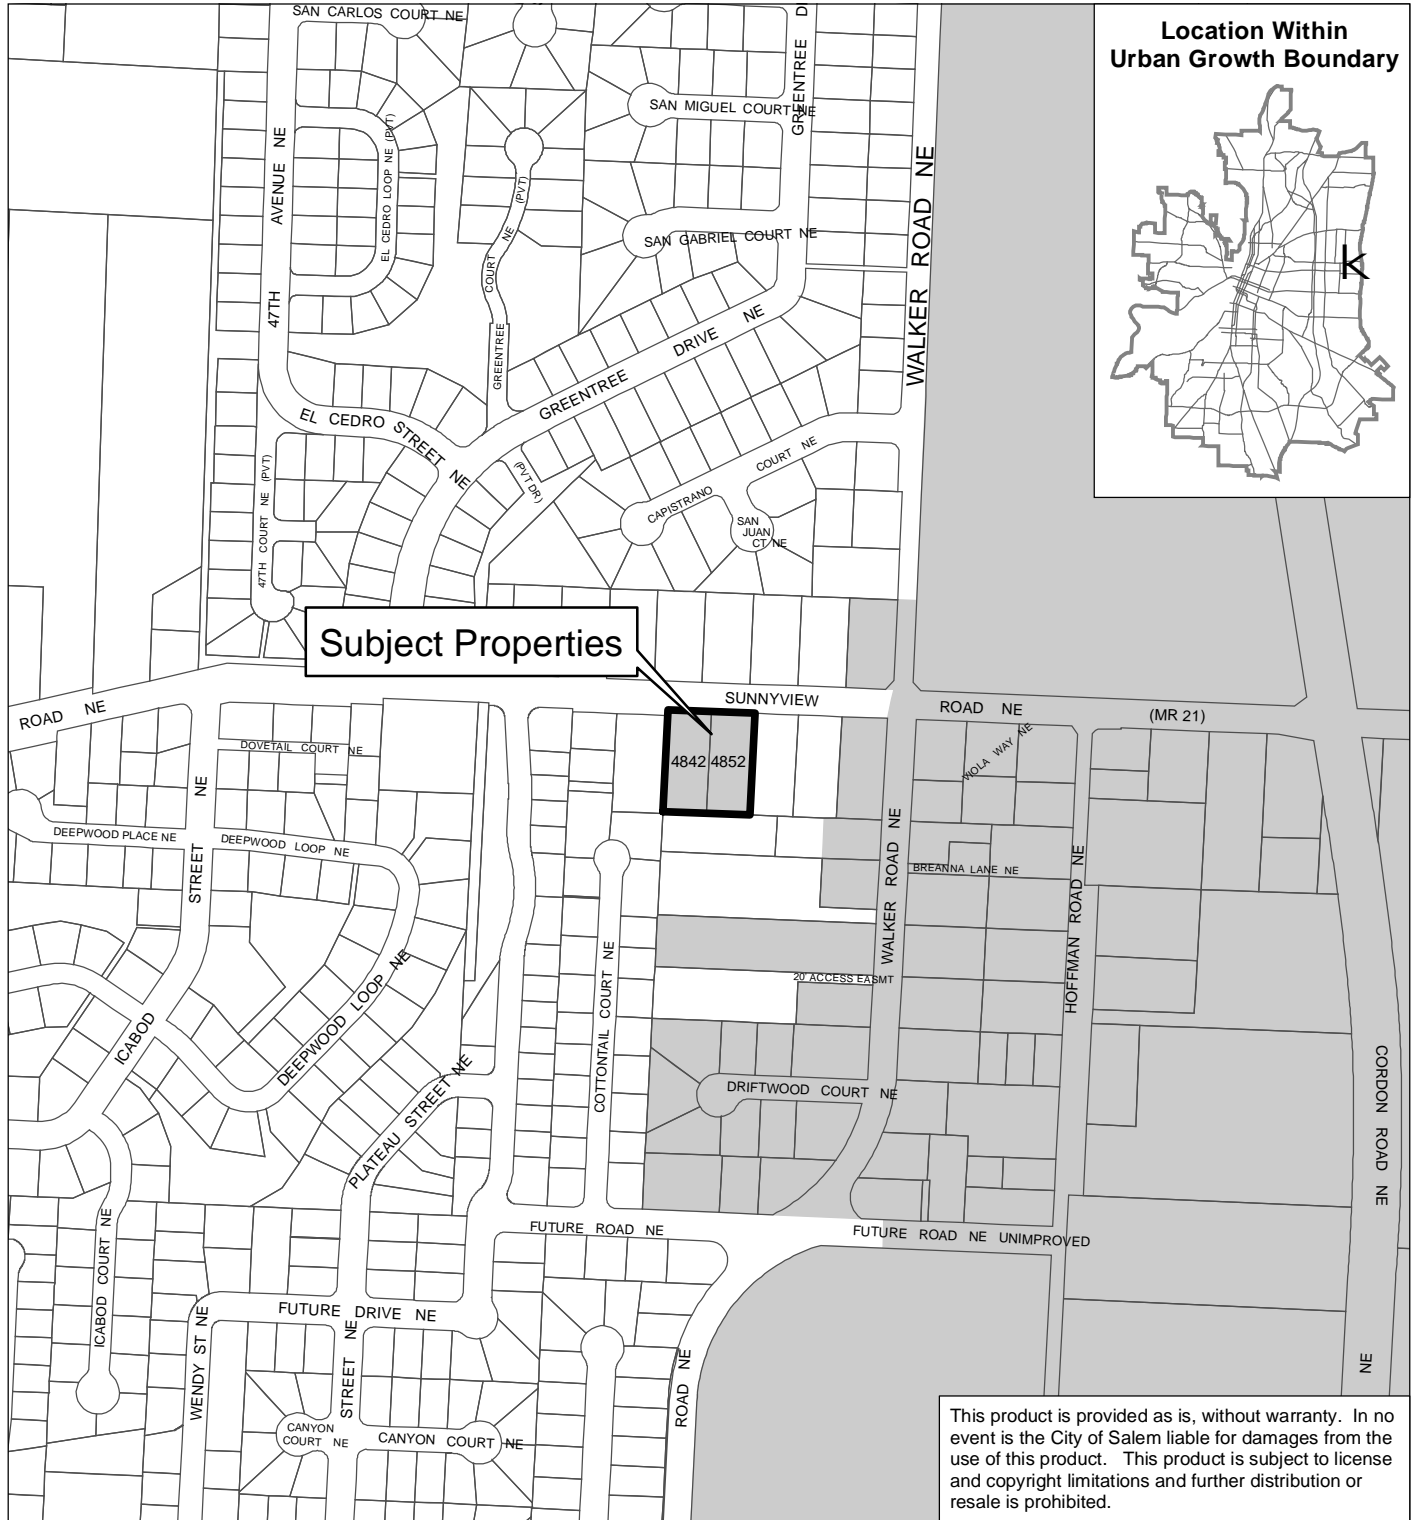 SAN CARLOS COURT NE
GREENTREE DI
Location Within
Urban Growth Boundary
SAN MIGUEL COURT NE
47TH AVENUE NE
EL CEDRO LOOP NE (PVT)
GREENTREE COURT NE (PVT)
WALKER ROAD NE
SAN GABRIEL COURT NE
GREENTREE DRIVE NE
EL CEDRO STREET NE
(PVT DR)
CAPISTRANO COURT NE
SAN
JUAN
CT NE
47TH COURT NE (PVT)
Subject Properties
ROAD NE
SUNNYVIEW
ROAD NE
(MR 21)
DOVETAIL COURT NE
4842
4852
VIOLA WAY NE
DEEPWOOD PLACE NE
DEEPWOOD LOOP NE
ICABOD STREET NE
BREANNA LANE NE
WALKER ROAD NE
HOFFMAN ROAD NE
COTTONTAIL COURT NE
20' ACCESS EASMT
DEEPWOOD LOOP NE
PLATEAU STREET NE
DRIFTWOOD COURT NE
CORDON ROAD NE
ICABOD COURT NE
FUTURE ROAD NE
FUTURE ROAD NE UNIMPROVED
FUTURE DRIVE NE
WENDY ST NE
STREET NE
ROAD NE
NE
CANYON
COURT NE
CANYON COURT NE
This product is provided as is, without warranty. In no
event is the City of Salem liable for damages from the
use of this product. This product is subject to license
and copyright limitations and further distribution or
resale is prohibited.